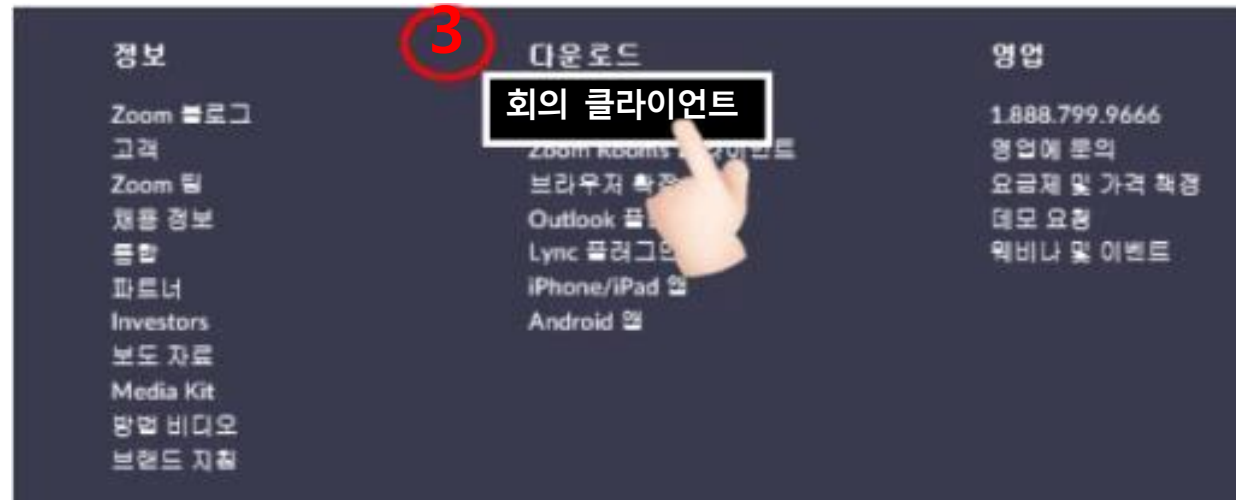 정보
Zoom 블로그
고객
Zoom 팀
채용 정보
통합
파트너
Investors
보도 자료
Media Kit
방법 비디오
브랜드 지침
3
다운로드
회의 클라이언트
Zoom Rooms
브라우저 확장
Outlook
Lync 플러그인
iPhone/iPad 앱
Android 앱
영업
1.888.799.9666
영업에 문의
요금제 및 가격 책정
데모 요청
웨비나 및 이벤트